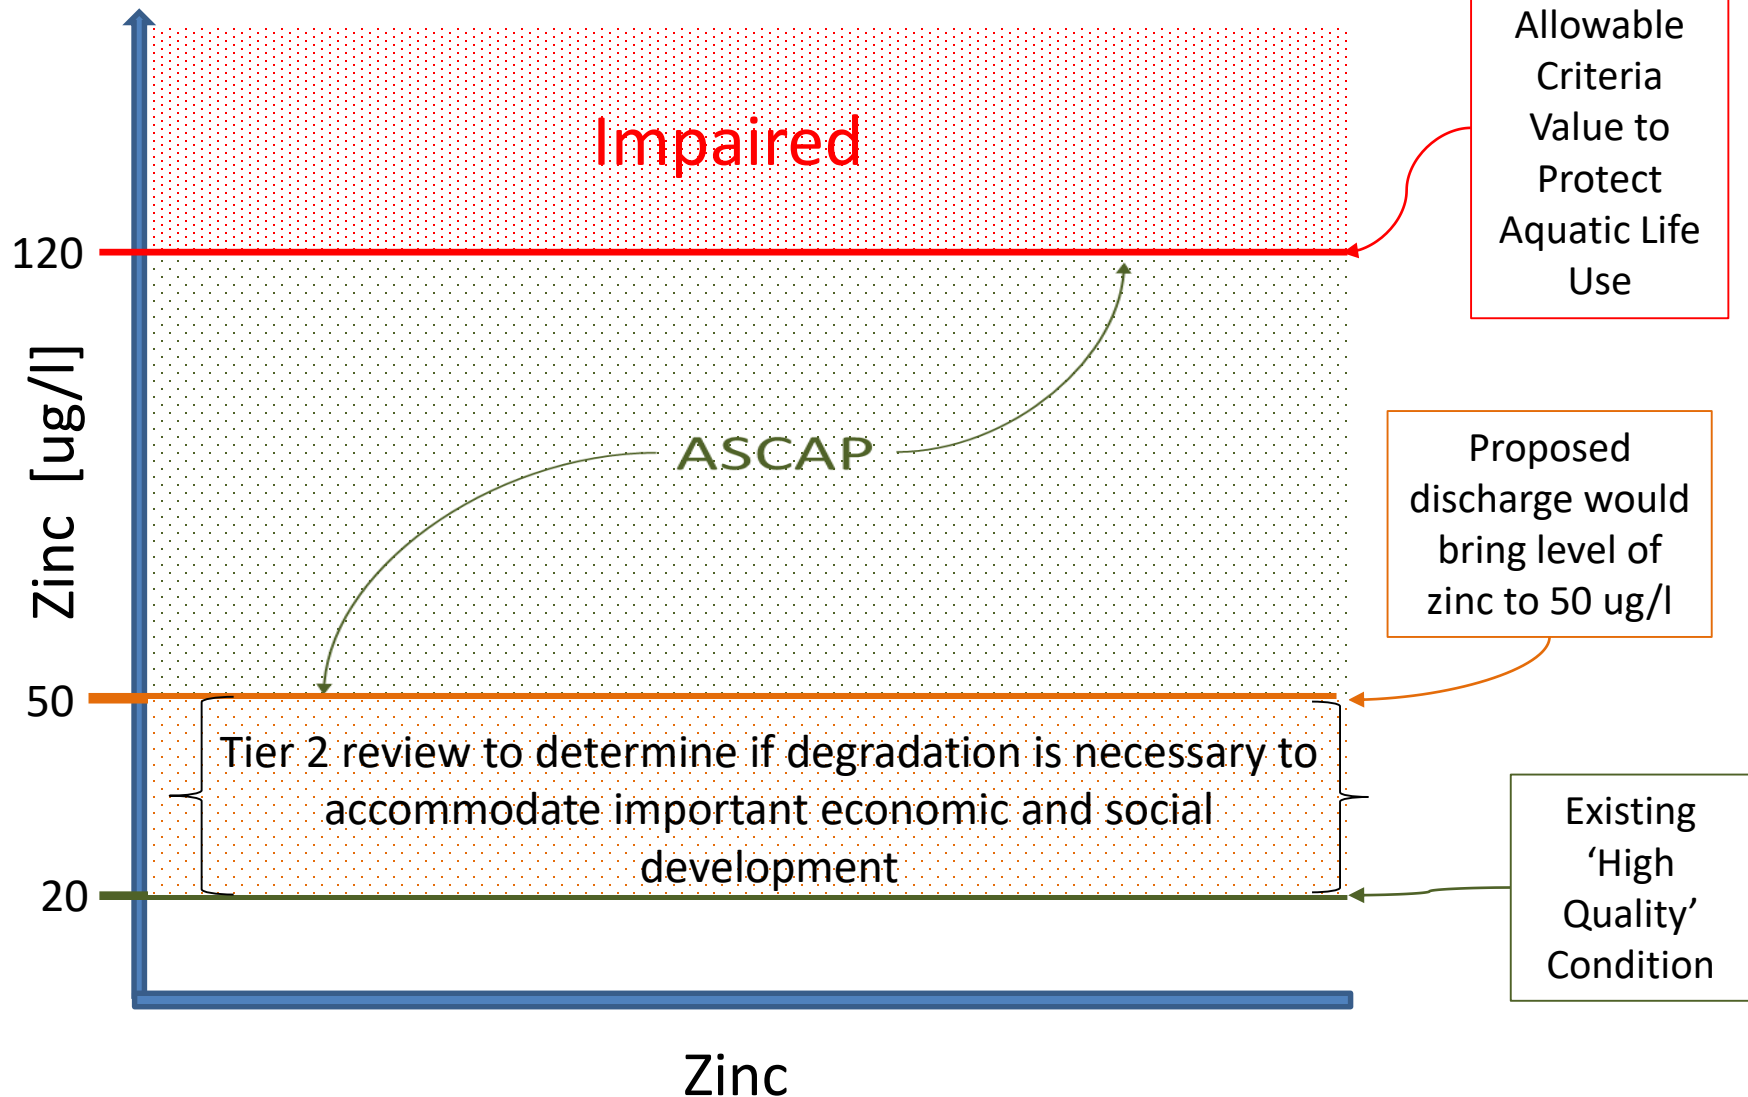 Allowable
Criteria
Value to
Protect
Aquatic Life
Use
Impaired
120
Zinc [ug/l]
ASCAP
Proposed
discharge would
bring level of
zinc to 50 ug/l
50
Tier 2 review to determine if degradation is necessary to
accommodate important economic and social
development
20
Existing
‘High
Quality’
Condition
Zinc